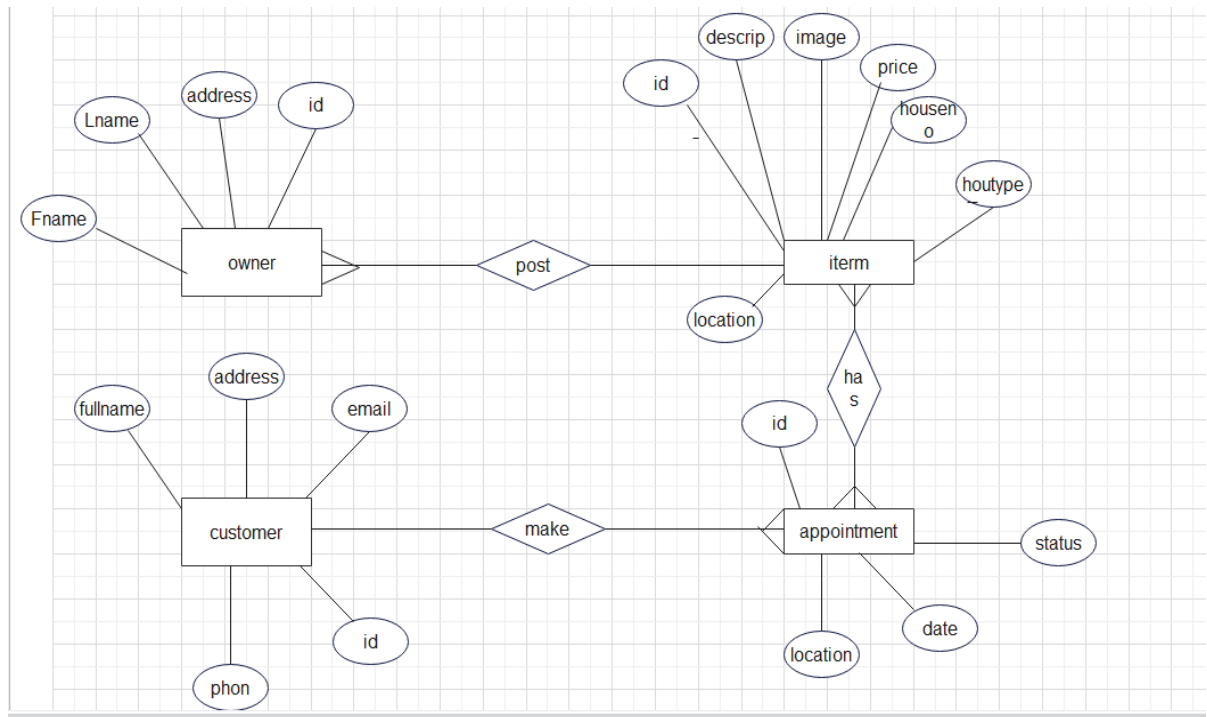 descrip
image
price
id
address
id
houseno
Lname
houtype
Fname
owner
post
iterm
location
address
ha
s
fullname
email
id
customer
make
appointment
status
id
date
location
phon